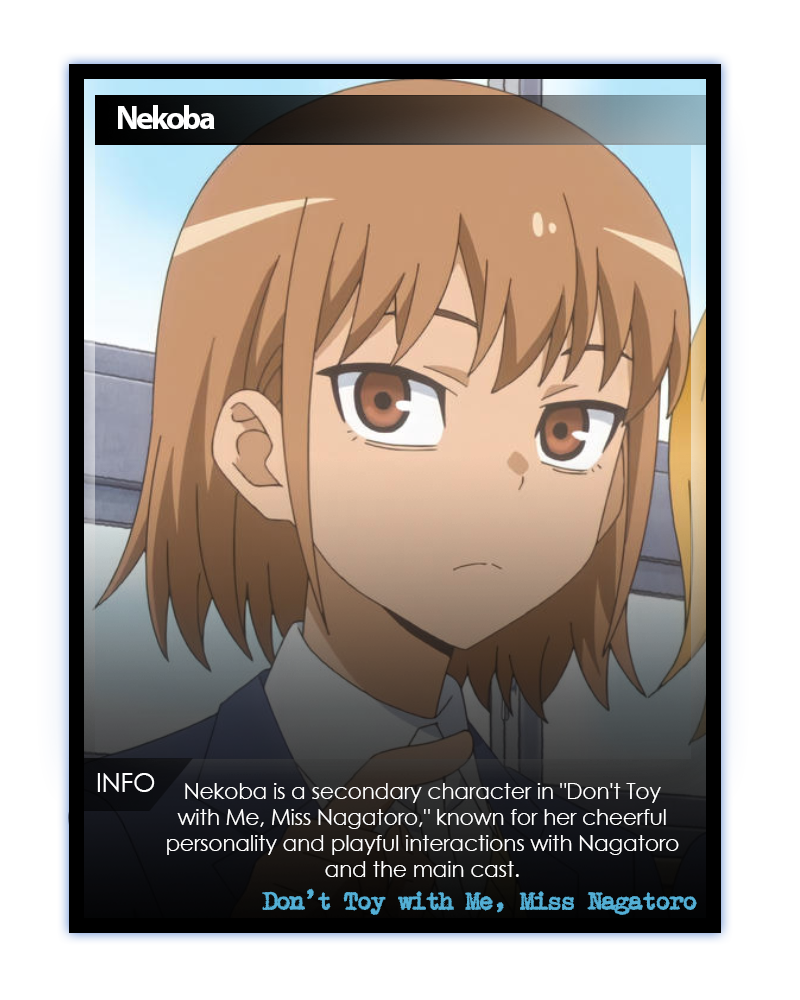 Nekoba
INFO
Nekoba is a secondary character in "Don't Toy
with Me, Miss Nagatoro," known for her cheerful
personality and playful interactions with Nagatoro
and the main cast.
Don't Toy with Me, Miss Nagatoro